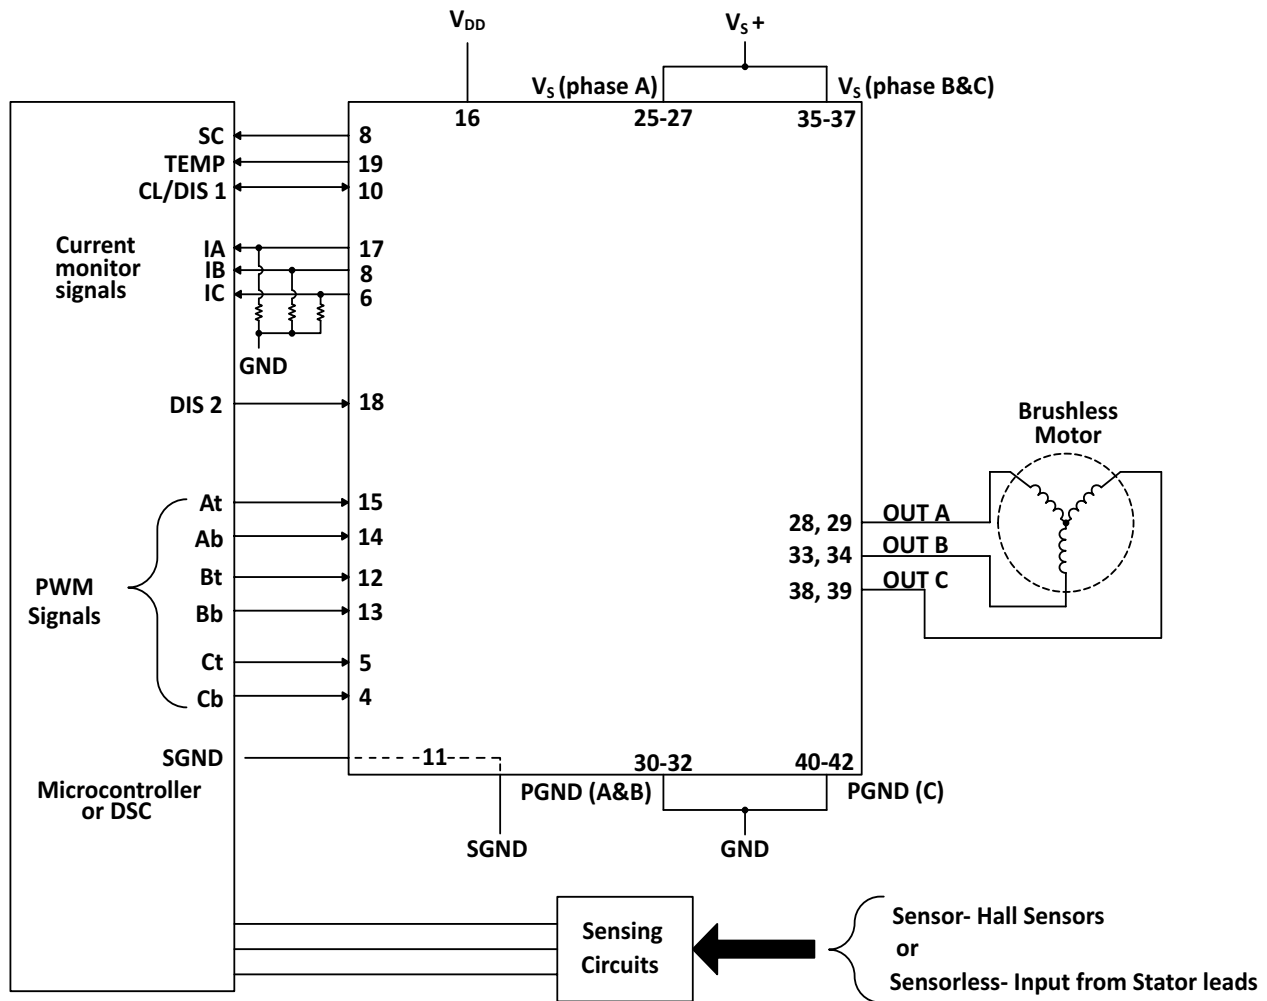 V_DD
V_S +
V_S (phase A)
V_S (phase B&C)
16
25-27
35-37
SC
8
TEMP
19
CL/DIS 1
10
Current
monitor
signals
IA
17
IB
8
IC
6
GND
DIS 2
18
Brushless
Motor
At
15
Ab
14
Bt
12
Bb
13
Ct
5
Cb
4
PWM
Signals
28, 29
OUT A
33, 34
OUT B
38, 39
OUT C
SGND
11
30-32
40-42
Microcontroller
or DSC
PGND (A&B)
PGND (C)
SGND
GND
Sensing
Circuits
Sensor- Hall Sensors
or
Sensorless- Input from Stator leads